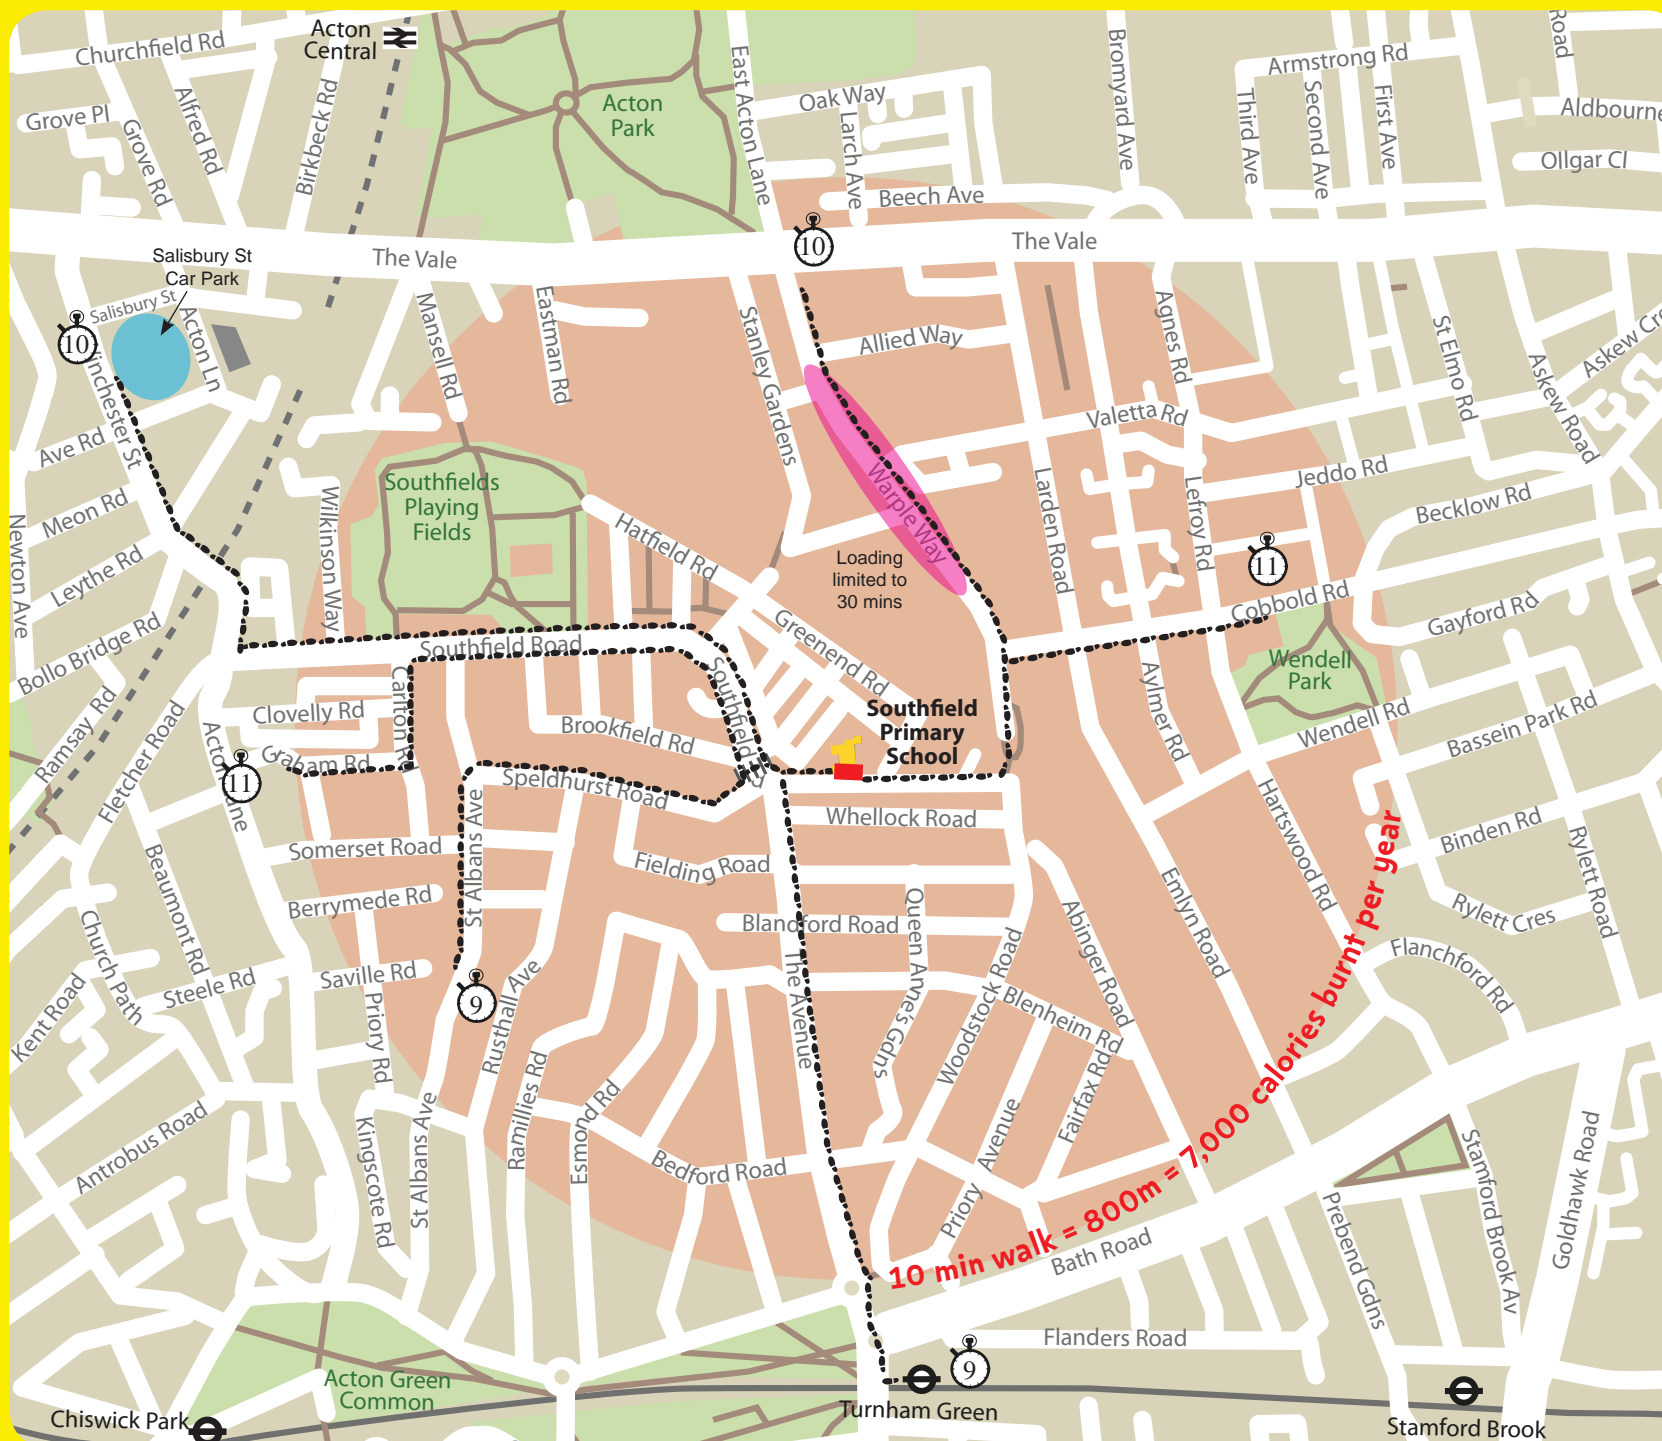 Churchfield Rd
Acton
Central
Grove Pl
Grove Rd
Alfred Rd
Birkbeck Rd
Acton
Park
East Acton Lane
Oak Way
Larch Ave
Beech Ave
Bromyard Ave
Armstrong Rd
Third Ave
Second Ave
First Ave
Road
Aldbourne
Ollgar Cl
The Vale
The Vale
10
Salisbury St
Car Park
Salisbury St
10
Acton Ln
inchester St
Mansell Rd
Eastman Rd
Stanley Gardens
Allied Way
Agnes Rd
Valetta Rd
St Elmo Rd
Askew Road
Askew Cre
Ave Rd
Meon Rd
Newton Ave
Leythe Rd
Bollo Bridge Rd
Wilkinson Way
Southfields
Playing
Fields
Hatfield Rd
Warple Way
Loading
limited to
30 mins
Larden Road
Lefroy Rd
Jeddo Rd
Becklow Rd
11
Cobbold Rd
Gayford Rd
Wendell
Park
Southfield Road
Southfield Rd
Greenend Rd
Carlton Rd
Clovelly Rd
Graham Rd
Brookfield Rd
Southfield
Primary
School
Aylmer Rd
Wendell Rd
Bassein Park Rd
Ramsay Rd
Fletcher Road
Acton Lane
11
Speldhurst Road
St Albans Ave
Whellock Road
Hartswood Rd
Binden Rd
Rylett Road
Somerset Road
Fielding Road
Berrymede Rd
Beaumont Rd
Church Path
Blandford Road
Queen Anne's Gdns
Abinger Road
Emlyn Road
Rylett Cres
Flanchford Rd
Kent Road
Steele Rd
Saville Rd
Priory Rd
9
Rusthall Ave
The Avenue
Woodstock Road
Blenheim Rd
Fairfax Rd
Antrobus Road
Kingscote Rd
St Albans Ave
Ramillies Rd
Esmond Rd
Bedford Road
Priory Avenue
10 min walk = 800m = 7,000 calories burnt per year
Bath Road
Prebend Gdns
Stamford Brook Av
Goldhawk Road
Flanders Road
9
Acton Green
Common
Chiswick Park
Turnham Green
Stamford Brook